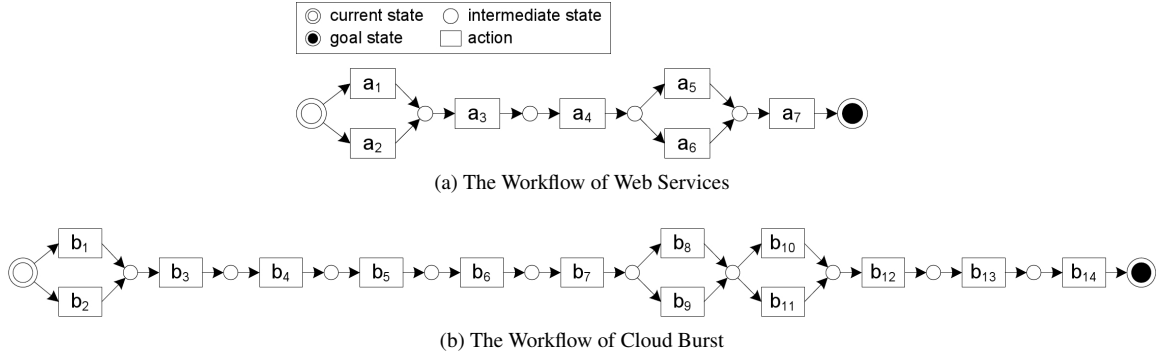 current state intermediate state
goal state action
a1 a5
a3 a4 a7
a2 a6
(a) The Workflow of Web Services
b1 b8 b10
b3 b4 b5 b6 b7 b12 b13 b14
b2 b9 b11
(b) The Workflow of Cloud Burst